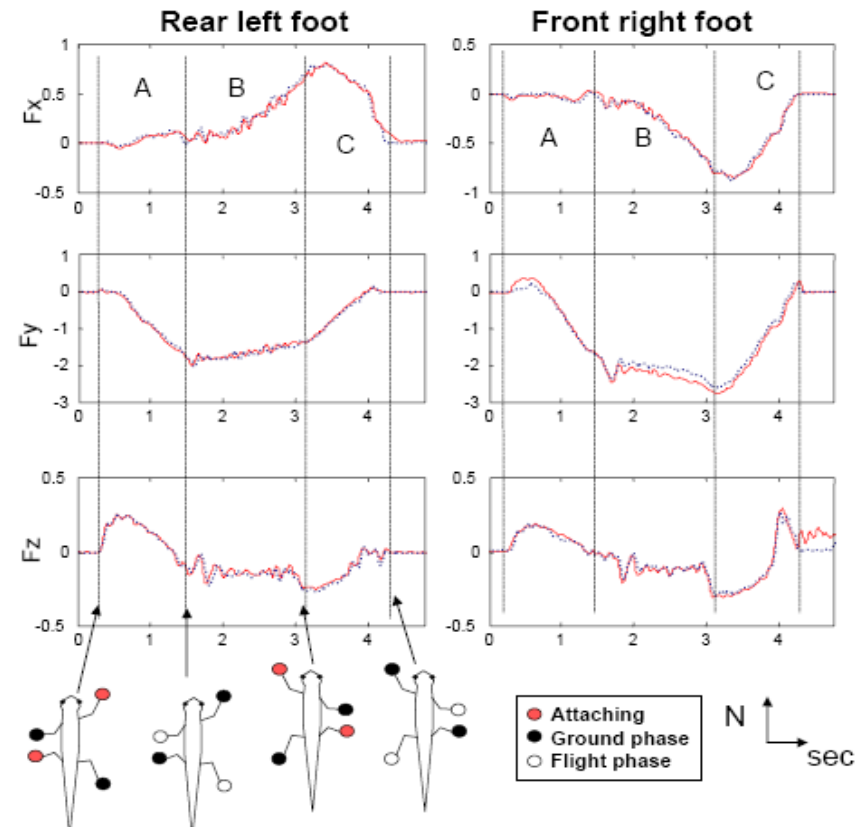 Rear left foot
Front right foot
Fx
1
0.5
0
-0.5
A
B
C
0 1 2 3 4
0.5
0
-0.5
-1
A
B
C
0 1 2 3 4
Fy
1
0
-1
-2
-3
0 1 2 3 4
1
0
-1
-2
-3
0 1 2 3 4
Fz
0.5
0
-0.5
0 1 2 3 4
0.5
0
-0.5
0 1 2 3 4
Attaching
Ground phase
Flight phase
N
sec